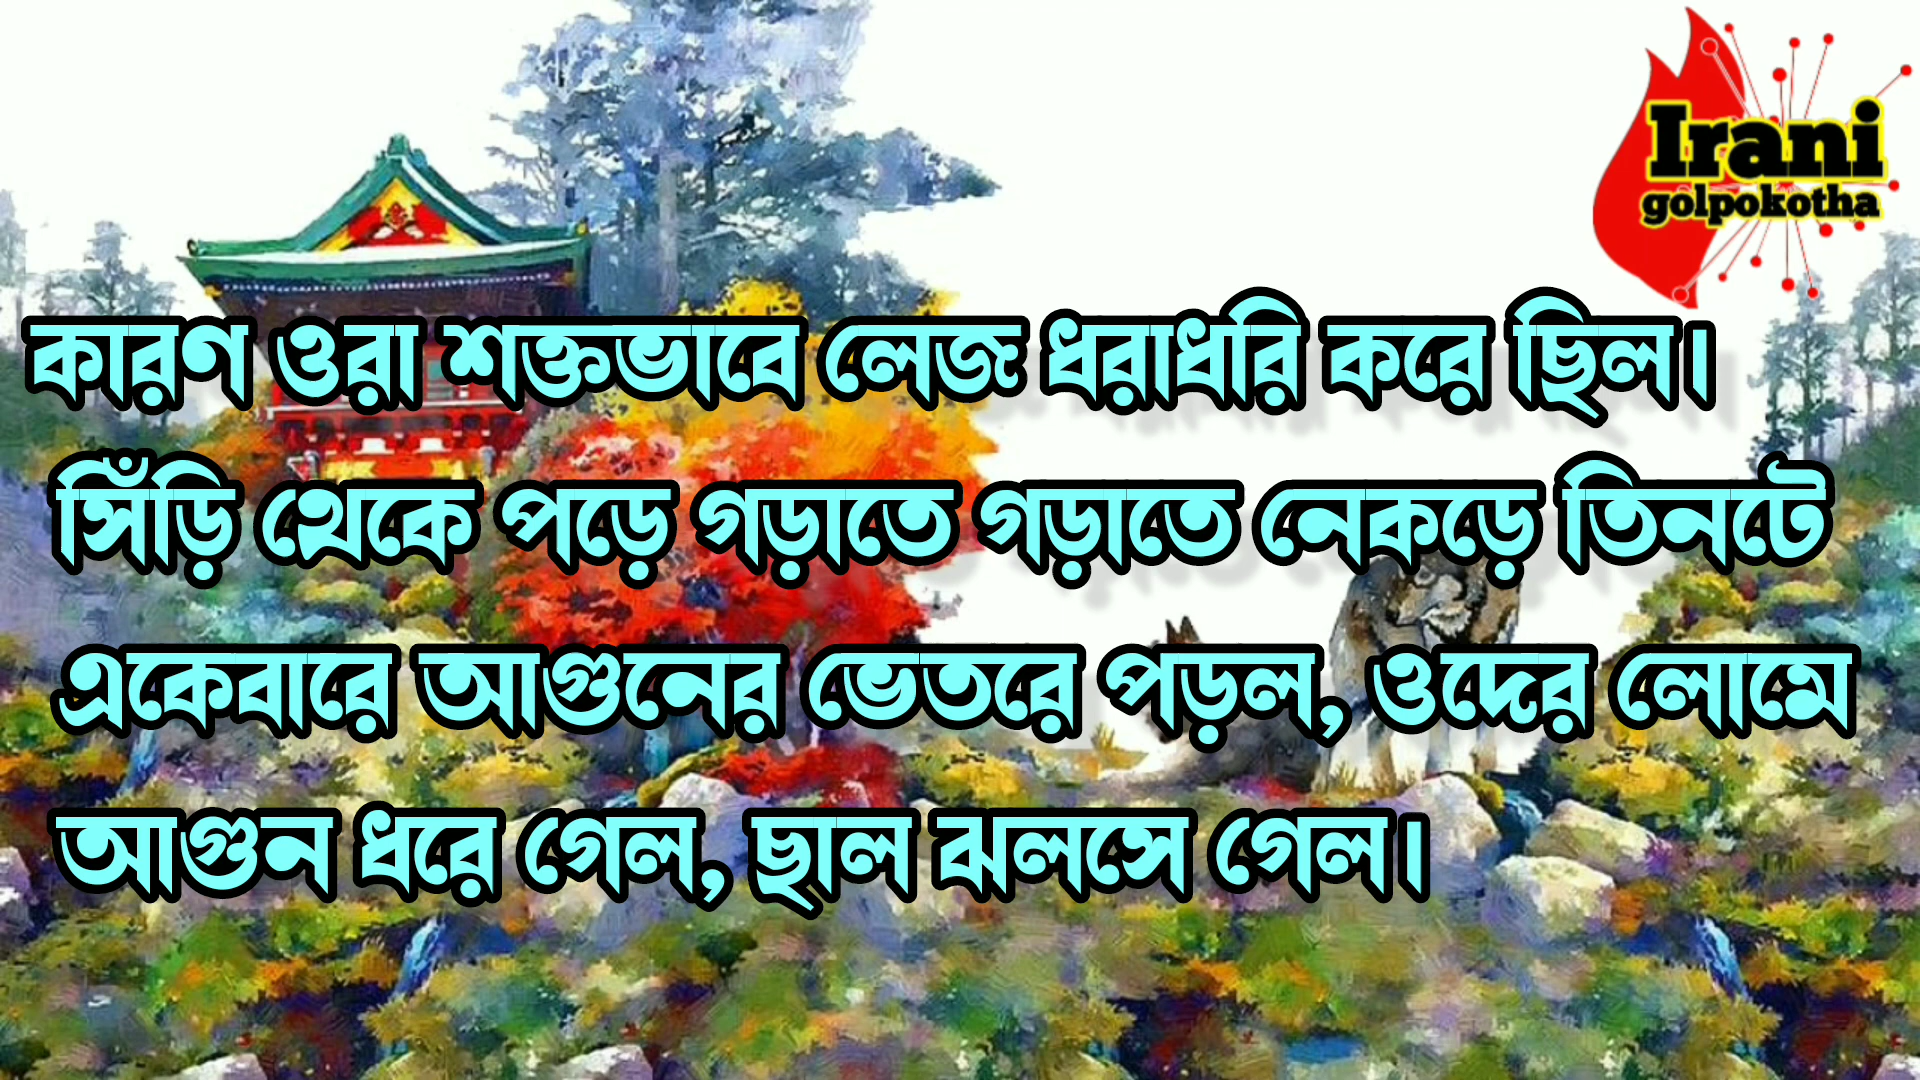 Irani
golpokotha
কারণ ওরা শক্তভাবে লেজ ধরাধরি করে ছিল।
সিঁড়ি থেকে পড়ে গড়াতে গড়াতে নেকড়ে তিনটে
একেবারে আগুনের ভেতরে পড়ল, ওদের লোমে
আগুন ধরে গেল, ছাল ঝলসে গেল।